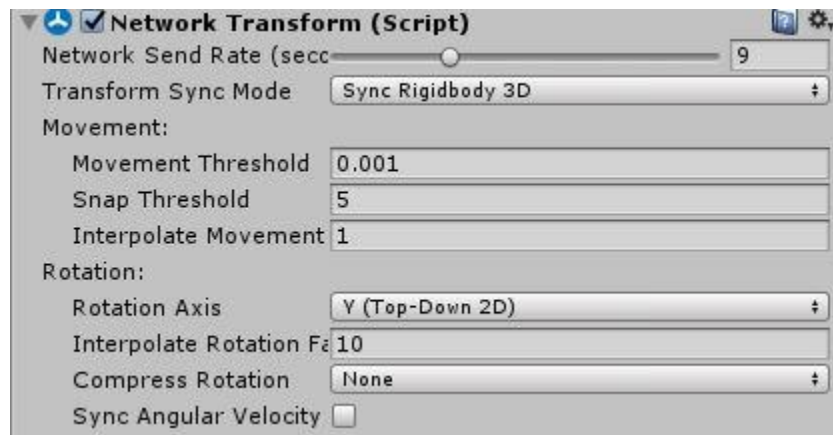 Network Transform (Script)
Network Send Rate (secc 9
Transform Sync Mode Sync Rigidbody 3D
Movement:
Movement Threshold 0.001
Snap Threshold 5
Interpolate Movement 1
Rotation:
Rotation Axis Y (Top-Down 2D)
Interpolate Rotation Fa 10
Compress Rotation None
Sync Angular Velocity